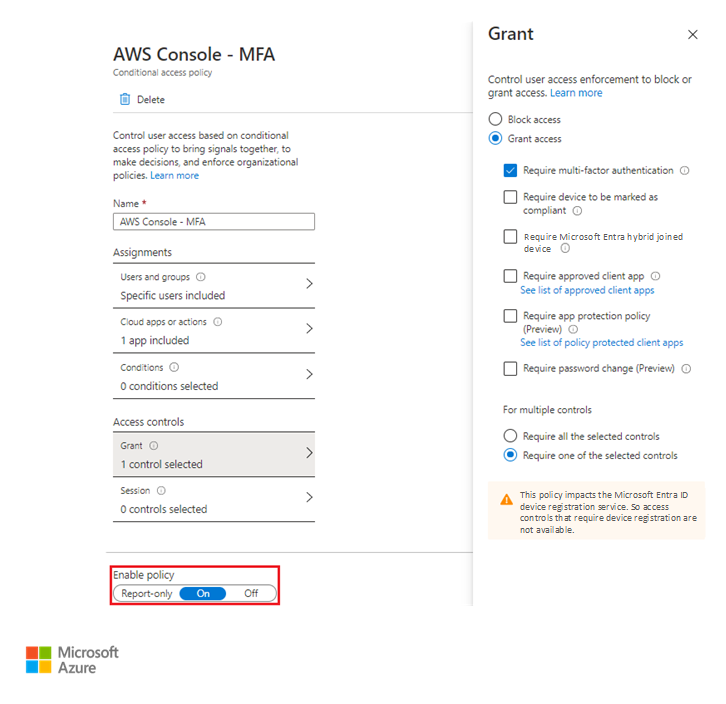 AWS Console - MFA
Conditional access policy
Delete
Control user access based on conditional
access policy to bring signals together, to
make decisions, and enforce organizational
policies. Learn more
Name *
AWS Console - MFA
Assignments
Users and groups
Specific users included
Cloud apps or actions
1 app included
Conditions
0 conditions selected
Access controls
Grant
1 control selected
Session
0 controls selected
Enable policy
Report-only On Off
Grant
Control user access enforcement to block or
grant access. Learn more
Block access
Grant access
Require multi-factor authentication
Require device to be marked as
compliant
Require Microsoft Entra hybrid joined
device
Require approved client app
See list of approved client apps
Require app protection policy
(Preview)
See list of policy protected client apps
Require password change (Preview)
For multiple controls
Require all the selected controls
Require one of the selected controls
This policy impacts the Microsoft Entra ID
device registration service. So access
controls that require device registration are
not available.
Microsoft
Azure